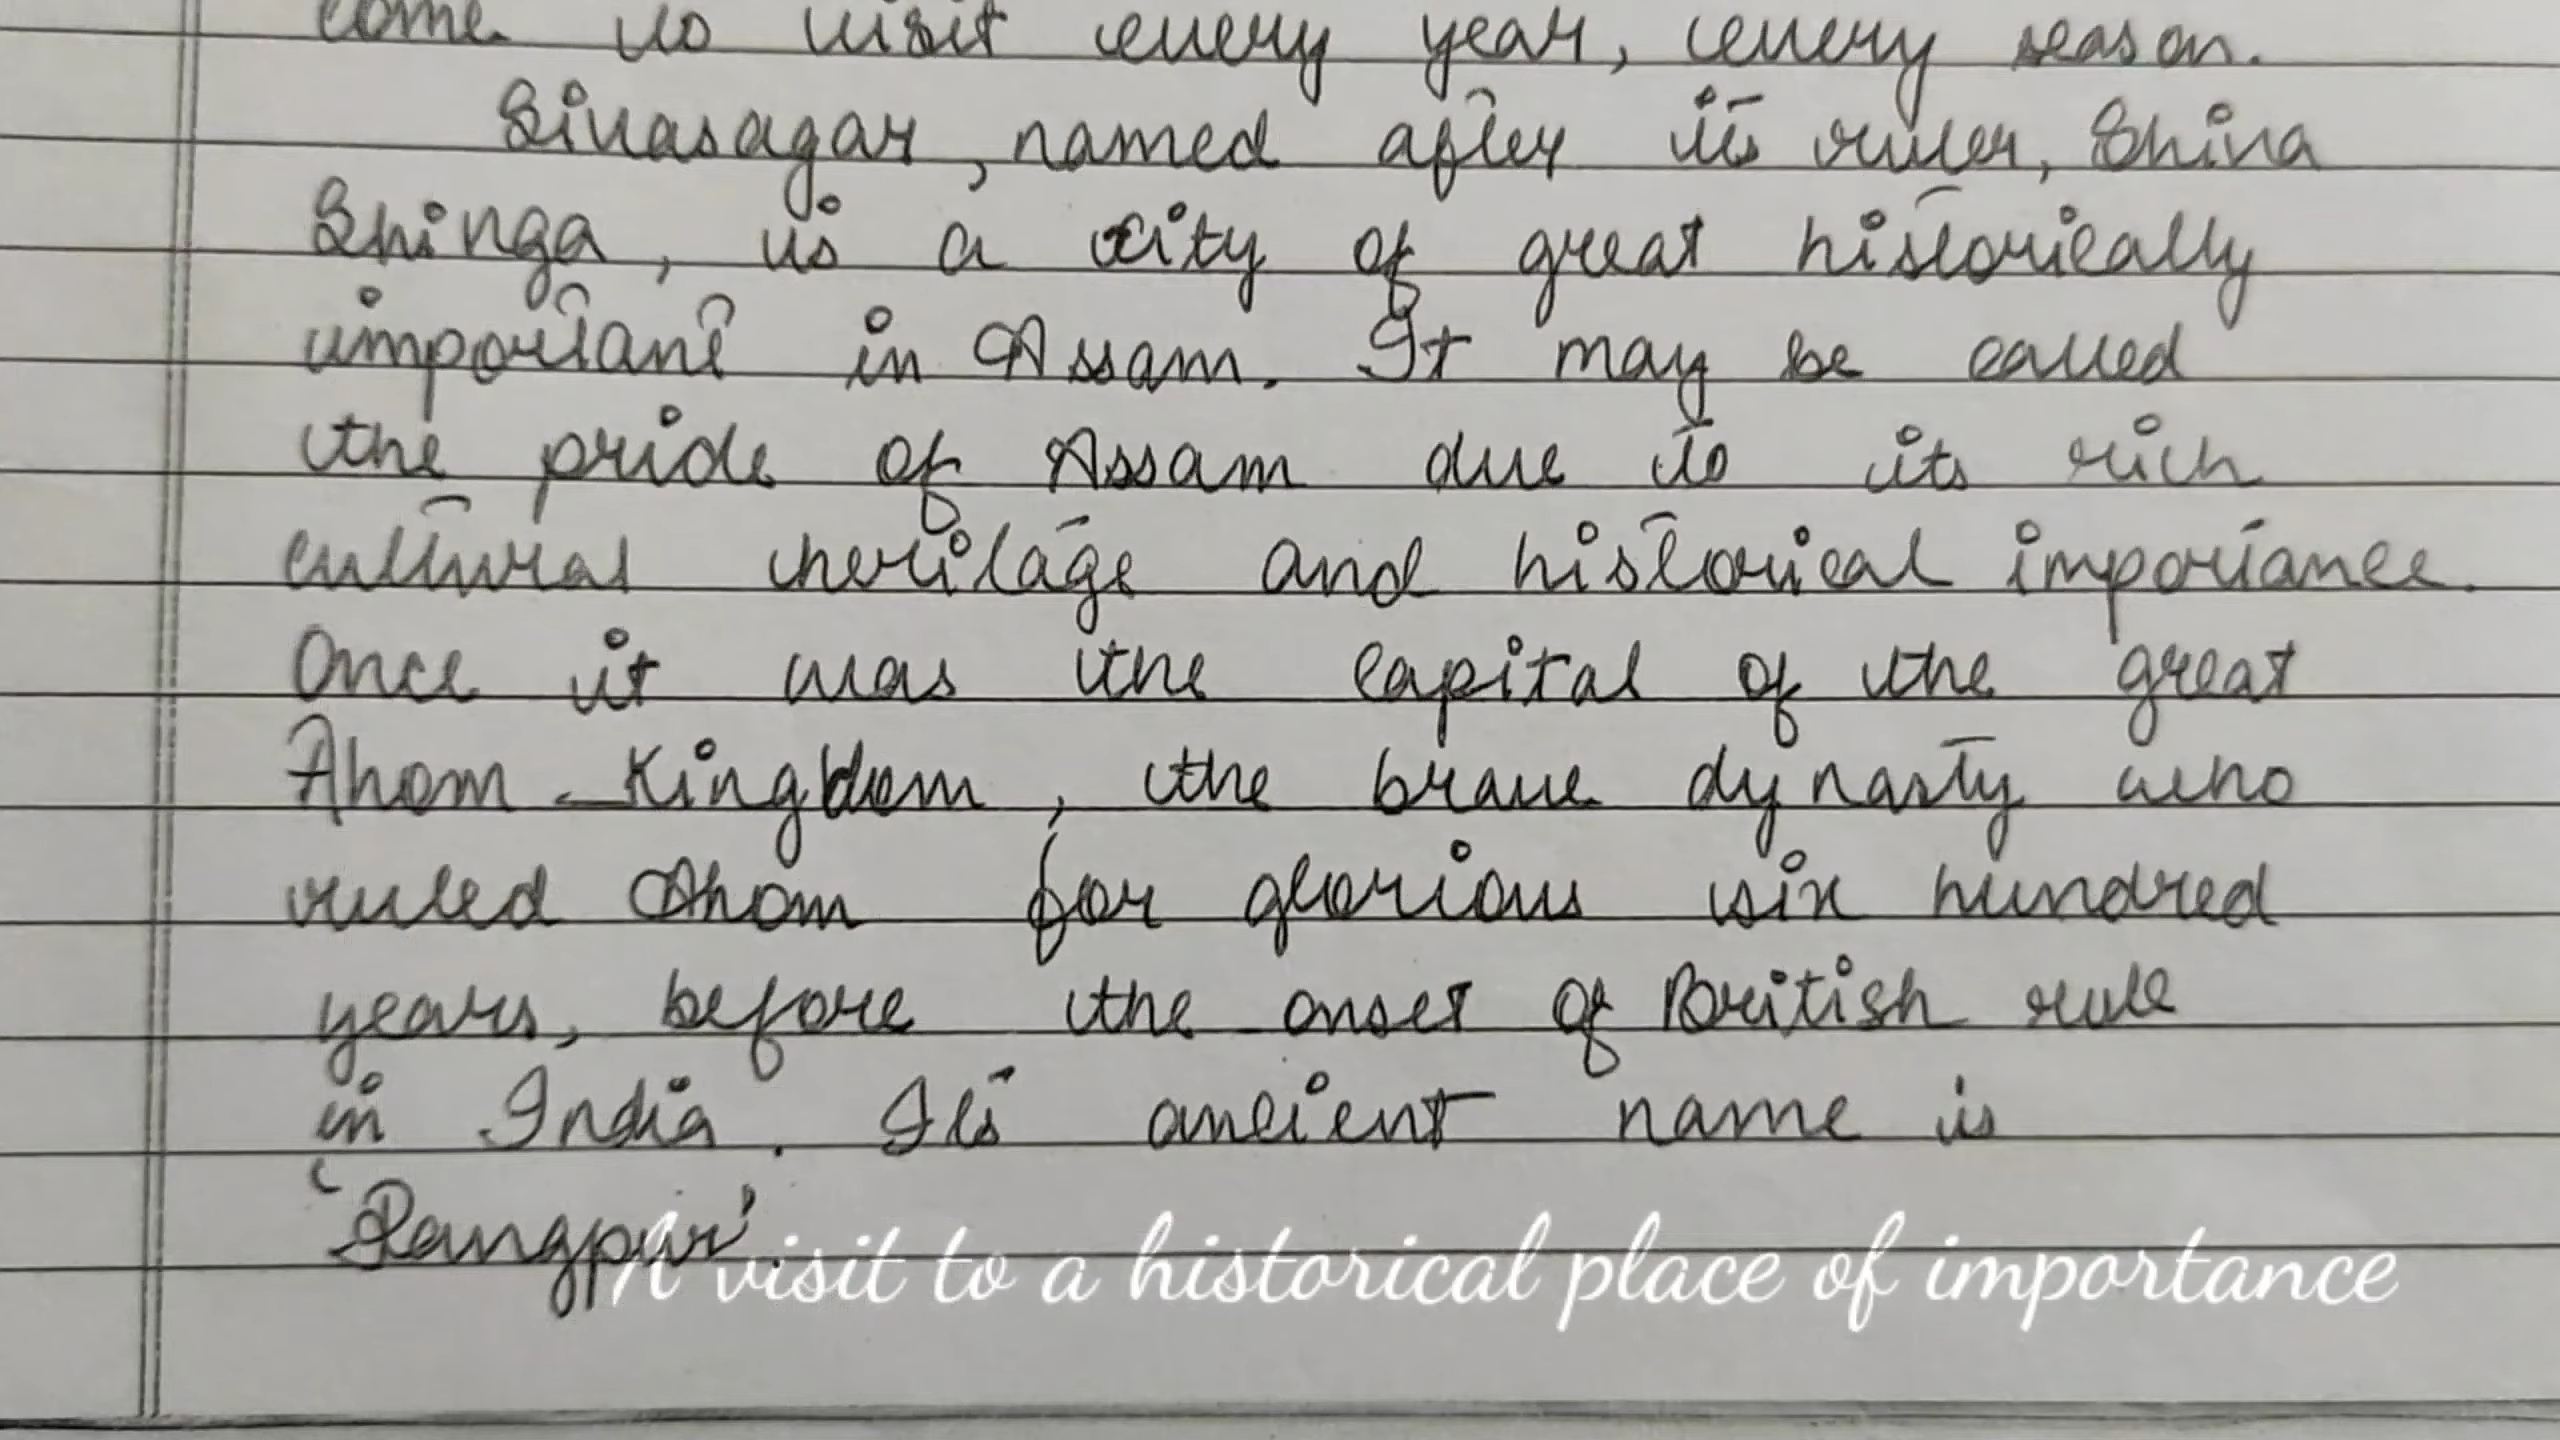 come to visit every year, every season.
Sivasagar, named after its ruler, Shiva
Shinga, is a city of great historically
important in Assam. It may be called
the pride of Assam due to its rich
cultural heritage and historical importance.
Once it was the capital of the great
Ahom Kingdom, the brave dynasty who
ruled Ahom for glorious six hundred
years, before the onset of British rule
in India. Its ancient name is
'Rangpur'.
A visit to a historical place of importance